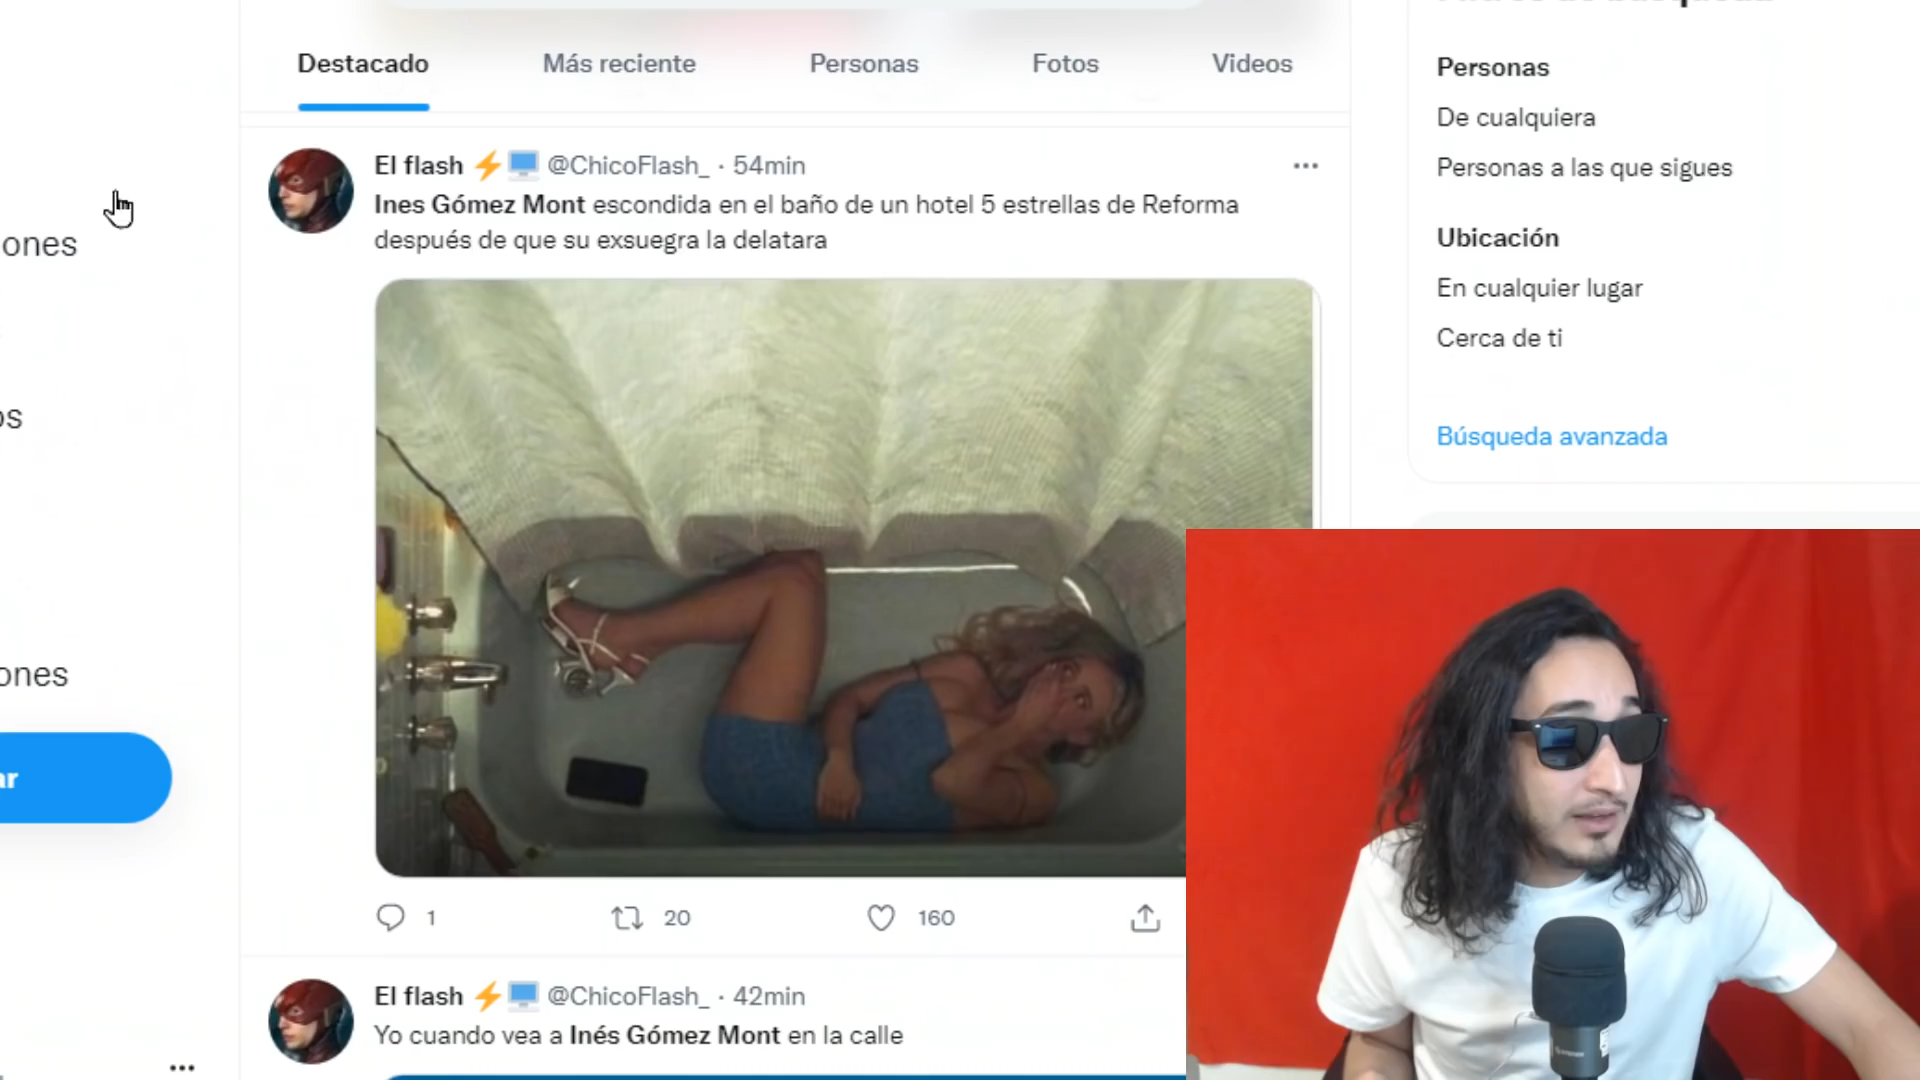 Destacado
Más reciente
Personas
Fotos
Videos
El flash ⚡🖥️ @ChicoFlash_ · 54min
Ines Gómez Mont escondida en el baño de un hotel 5 estrellas de Reforma
después de que su exsuegra la delatara
1
20
160
El flash ⚡🖥️ @ChicoFlash_ · 42min
Yo cuando vea a Inés Gómez Mont en la calle
Personas
De cualquiera
Personas a las que sigues
Ubicación
En cualquier lugar
Cerca de ti
Búsqueda avanzada
ones
os
ones
ar